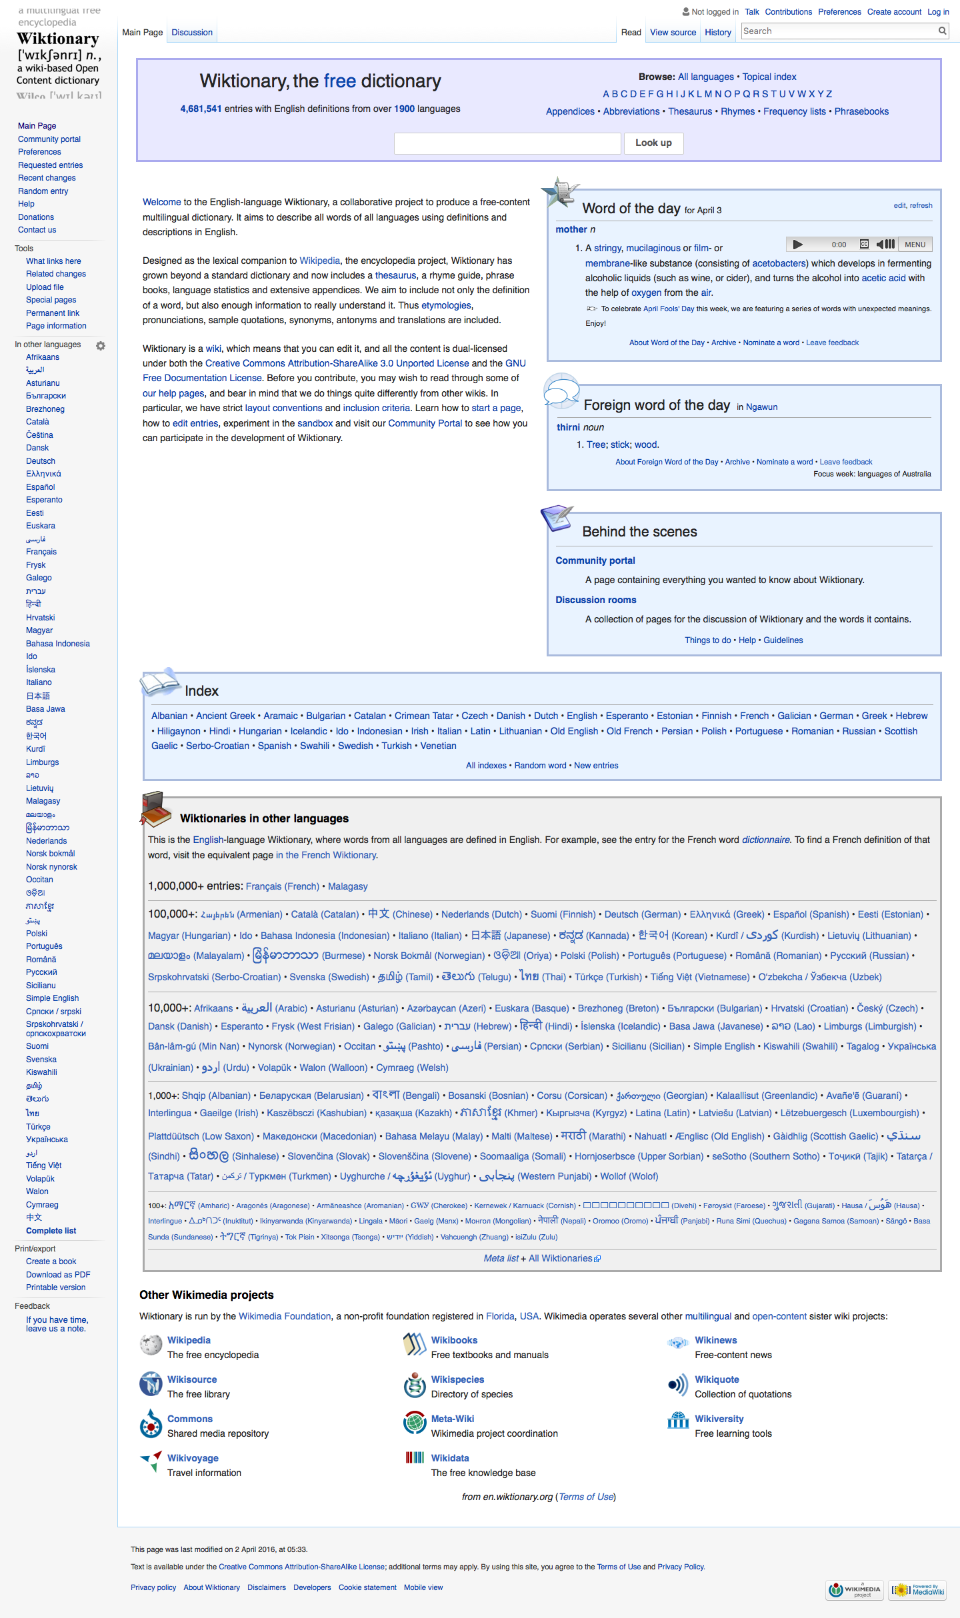 a multilingual free
encyclopedia
Wiktionary
['wɪkʃənrɪ] n.,
a wiki-based Open
Content dictionary
Not logged in Talk Contributions Preferences Create account Log in
Main Page Discussion Read View source History Search
Wiktionary, the free dictionary
4,681,541 entries with English definitions from over 1900 languages
Browse: All languages • Topical index
A B C D E F G H I J K L M N O P Q R S T U V W X Y Z
Appendices • Abbreviations • Thesaurus • Rhymes • Frequency lists • Phrasebooks
Look up
Main Page
Community portal
Preferences
Requested entries
Recent changes
Random entry
Help
Donations
Contact us
Tools
What links here
Related changes
Upload file
Special pages
Permanent link
Page information
In other languages
Afrikaans
العربية
Asturianu
Български
Brezhoneg
Català
Čeština
Dansk
Deutsch
Ελληνικά
Español
Esperanto
Eesti
Euskara
فارسی
Français
Frysk
Galego
עברית
हिन्दी
Hrvatski
Magyar
Bahasa Indonesia
Ido
Íslenska
Italiano
日本語
Basa Jawa
ಕನ್ನಡ
한국어
Kurdî
Limburgs
ລາວ
Lietuvių
Malagasy
മലയാളം
မြန်မာဘာသာ
Nederlands
Norsk bokmål
Norsk nynorsk
Occitan
ଓଡ଼ିଆ
ភាសាខ្មែរ
پښتو
Polski
Português
Română
Русский
Sicilianu
Simple English
Српски / srpski
Srpskohrvatski /
српскохрватски
Suomi
Svenska
Kiswahili
தமிழ்
తెలుగు
ไทย
Türkçe
Українська
اردو
Tiếng Việt
Volapük
Walon
Cymraeg
中文
Complete list
Print/export
Create a book
Download as PDF
Printable version
Feedback
If you have time,
leave us a note.
Welcome to the English-language Wiktionary, a collaborative project to produce a free-content
multilingual dictionary. It aims to describe all words of all languages using definitions and
descriptions in English.
Designed as the lexical companion to Wikipedia, the encyclopedia project, Wiktionary has
grown beyond a standard dictionary and now includes a thesaurus, a rhyme guide, phrase
books, language statistics and extensive appendices. We aim to include not only the definition
of a word, but also enough information to really understand it. Thus etymologies,
pronunciations, sample quotations, synonyms, antonyms and translations are included.
Wiktionary is a wiki, which means that you can edit it, and all the content is dual-licensed
under both the Creative Commons Attribution-ShareAlike 3.0 Unported License and the GNU
Free Documentation License. Before you contribute, you may wish to read through some of
our help pages, and bear in mind that we do things quite differently from other wikis. In
particular, we have strict layout conventions and inclusion criteria. Learn how to start a page,
how to edit entries, experiment in the sandbox and visit our Community Portal to see how you
can participate in the development of Wiktionary.
Word of the day for April 3
edit, refresh
mother n
0:00 MENU
1. A stringy, mucilaginous or film- or
membrane-like substance (consisting of acetobacters) which develops in fermenting
alcoholic liquids (such as wine, or cider), and turns the alcohol into acetic acid with
the help of oxygen from the air.
To celebrate April Fools' Day this week, we are featuring a series of words with unexpected meanings.
Enjoy!
About Word of the Day • Archive • Nominate a word • Leave feedback
Foreign word of the day in Ngawun
thirni noun
1. Tree; stick; wood.
About Foreign Word of the Day • Archive • Nominate a word • Leave feedback
Focus week: languages of Australia
Behind the scenes
Community portal
A page containing everything you wanted to know about Wiktionary.
Discussion rooms
A collection of pages for the discussion of Wiktionary and the words it contains.
Things to do • Help • Guidelines
Index
Albanian • Ancient Greek • Aramaic • Bulgarian • Catalan • Crimean Tatar • Czech • Danish • Dutch • English • Esperanto • Estonian • Finnish • French • Galician • German • Greek • Hebrew
• Hiligaynon • Hindi • Hungarian • Icelandic • Ido • Indonesian • Irish • Italian • Latin • Lithuanian • Old English • Old French • Persian • Polish • Portuguese • Romanian • Russian • Scottish
Gaelic • Serbo-Croatian • Spanish • Swahili • Swedish • Turkish • Venetian
All indexes • Random word • New entries
Wiktionaries in other languages
This is the English-language Wiktionary, where words from all languages are defined in English. For example, see the entry for the French word dictionnaire. To find a French definition of that
word, visit the equivalent page in the French Wiktionary.
1,000,000+ entries: Français (French) • Malagasy
100,000+: Հայերեն (Armenian) • Català (Catalan) • 中文 (Chinese) • Nederlands (Dutch) • Suomi (Finnish) • Deutsch (German) • Ελληνικά (Greek) • Español (Spanish) • Eesti (Estonian) •
Magyar (Hungarian) • Ido • Bahasa Indonesia (Indonesian) • Italiano (Italian) • 日本語 (Japanese) • ಕನ್ನಡ (Kannada) • 한국어 (Korean) • Kurdî / كوردی (Kurdish) • Lietuvių (Lithuanian) •
മലയാളം (Malayalam) • မြန်မာဘာသာ (Burmese) • Norsk Bokmål (Norwegian) • ଓଡ଼ିଆ (Oriya) • Polski (Polish) • Português (Portuguese) • Română (Romanian) • Русский (Russian) •
Srpskohrvatski (Serbo-Croatian) • Svenska (Swedish) • தமிழ் (Tamil) • తెలుగు (Telugu) • ไทย (Thai) • Türkçe (Turkish) • Tiếng Việt (Vietnamese) • O'zbekcha / Ўзбекча (Uzbek)
10,000+: Afrikaans • العربية (Arabic) • Asturianu (Asturian) • Azərbaycan (Azeri) • Euskara (Basque) • Brezhoneg (Breton) • Български (Bulgarian) • Hrvatski (Croatian) • Český (Czech) •
Dansk (Danish) • Esperanto • Frysk (West Frisian) • Galego (Galician) • עברית (Hebrew) • हिन्दी (Hindi) • Íslenska (Icelandic) • Basa Jawa (Javanese) • ລາວ (Lao) • Limburgs (Limburgish) •
Bân-lâm-gú (Min Nan) • Nynorsk (Norwegian) • Occitan • پښتو (Pashto) • فارسی (Persian) • Српски (Serbian) • Sicilianu (Sicilian) • Simple English • Kiswahili (Swahili) • Tagalog • Українська
(Ukrainian) • اردو (Urdu) • Volapük • Walon (Walloon) • Cymraeg (Welsh)
1,000+: Shqip (Albanian) • Беларуская (Belarusian) • বাংলা (Bengali) • Bosanski (Bosnian) • Corsu (Corsican) • ქართული (Georgian) • Kalaallisut (Greenlandic) • Avañe'ẽ (Guaraní) •
Interlingua • Gaeilge (Irish) • Kaszëbsczi (Kashubian) • қазақша (Kazakh) • ភាសាខ្មែរ (Khmer) • Кыргызча (Kyrgyz) • Latina (Latin) • Latviešu (Latvian) • Lëtzebuergesch (Luxembourgish) •
Plattdüütsch (Low Saxon) • Македонски (Macedonian) • Bahasa Melayu (Malay) • Malti (Maltese) • मराठी (Marathi) • Nahuatl • Ænglisc (Old English) • Gàidhlig (Scottish Gaelic) • سنڌي
(Sindhi) • සිංහල (Sinhalese) • Slovenčina (Slovak) • Slovenščina (Slovene) • Soomaaliga (Somali) • Hornjoserbsce (Upper Sorbian) • seSotho (Southern Sotho) • Тоҷикӣ (Tajik) • Tatarça /
Татарча (Tatar) • تركمن / Туркмен (Turkmen) • Uyghurche / ئۇيغۇرچە (Uyghur) • پنجابی (Western Punjabi) • Wollof (Wolof)
100+: አማርኛ (Amharic) • Aragonés (Aragonese) • Armãneashce (Aromanian) • ᏣᎳᎩ (Cherokee) • Kernewek / Karnuack (Cornish) • (Divehi) • Føroyskt (Faroese) • ગુજરાતી (Gujarati) • Hausa / هَوُسَ (Hausa) •
Interlingue • ᐃᓄᒃᑎᑐᑦ (Inuktitut) • Ikinyarwanda (Kinyarwanda) • Lingala • Māori • Gaelg (Manx) • Монгол (Mongolian) • नेपाली (Nepali) • Oromoo (Oromo) • ਪੰਜਾਬੀ (Panjabi) • Runa Simi (Quechua) • Gagana Samoa (Samoan) • Sängö • Basa
Sunda (Sundanese) • ትግርኛ (Tigrinya) • Tok Pisin • Xitsonga (Tsonga) • ייִדיש (Yiddish) • Vahcuengh (Zhuang) • isiZulu (Zulu)
Meta list + All Wiktionaries
Other Wikimedia projects
Wiktionary is run by the Wikimedia Foundation, a non-profit foundation registered in Florida, USA. Wikimedia operates several other multilingual and open-content sister wiki projects:
Wikipedia
The free encyclopedia
Wikibooks
Free textbooks and manuals
Wikinews
Free-content news
Wikisource
The free library
Wikispecies
Directory of species
Wikiquote
Collection of quotations
Commons
Shared media repository
Meta-Wiki
Wikimedia project coordination
Wikiversity
Free learning tools
Wikivoyage
Travel information
Wikidata
The free knowledge base
from en.wiktionary.org (Terms of Use)
This page was last modified on 2 April 2016, at 05:33.
Text is available under the Creative Commons Attribution-ShareAlike License; additional terms may apply. By using this site, you agree to the Terms of Use and Privacy Policy.
Privacy policy About Wiktionary Disclaimers Developers Cookie statement Mobile view
A WIKIMEDIA project
Powered By MediaWiki